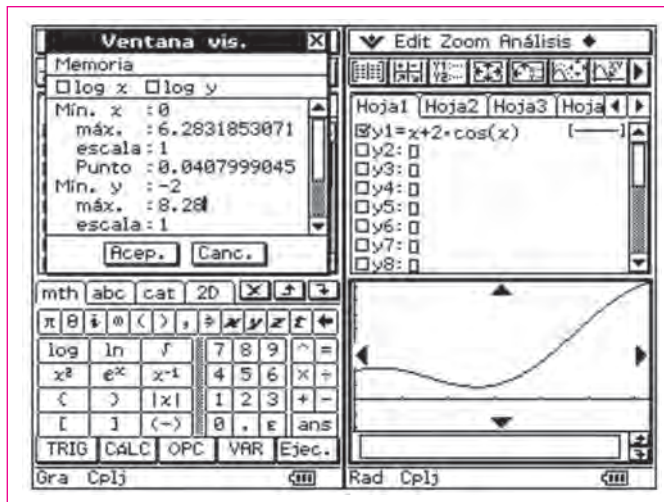 Ventana vis.
Memoria
log x log y
Mín. x :0
máx. :6.2831853071
escala:1
Punto :0.0407999045
Mín. y :-2
máx. :8.28
escala:1
Acep. Canc.
mth abc cat 2D
π θ i ∞ ( ) , ⇒ x y z t ←
log ln √ 7 8 9 ^ =
x² eˣ x⁻¹ 4 5 6 × ÷
( ) |x| 1 2 3 + -
[ ] (-) 0 . E ans
TRIG CALC OPC VAR Ejec.
Gra Cplj
Edit Zoom Análisis
Hoja1 Hoja2 Hoja3 Hoja
y1=x+2·cos(x)
y2:
y3:
y4:
y5:
y6:
y7:
y8:
Rad Cplj